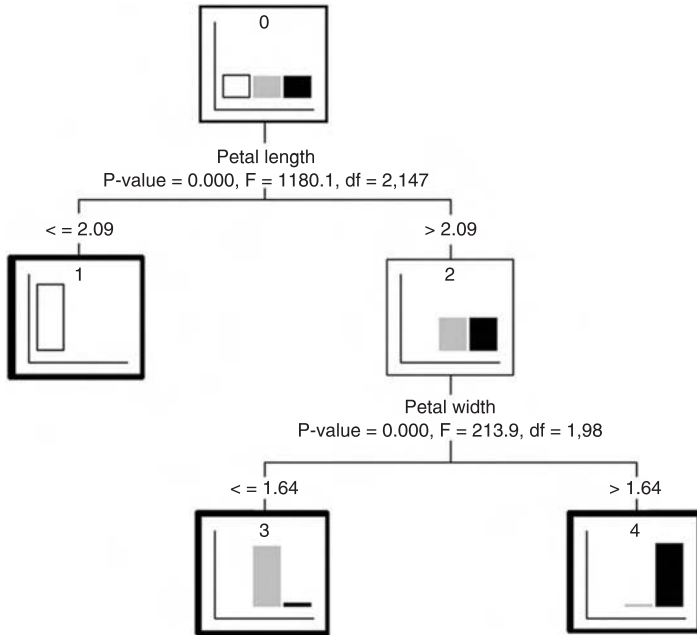 0
Petal length
P-value = 0.000, F = 1180.1, df = 2,147
< = 2.09
> 2.09
1
2
Petal width
P-value = 0.000, F = 213.9, df = 1,98
< = 1.64
> 1.64
3
4